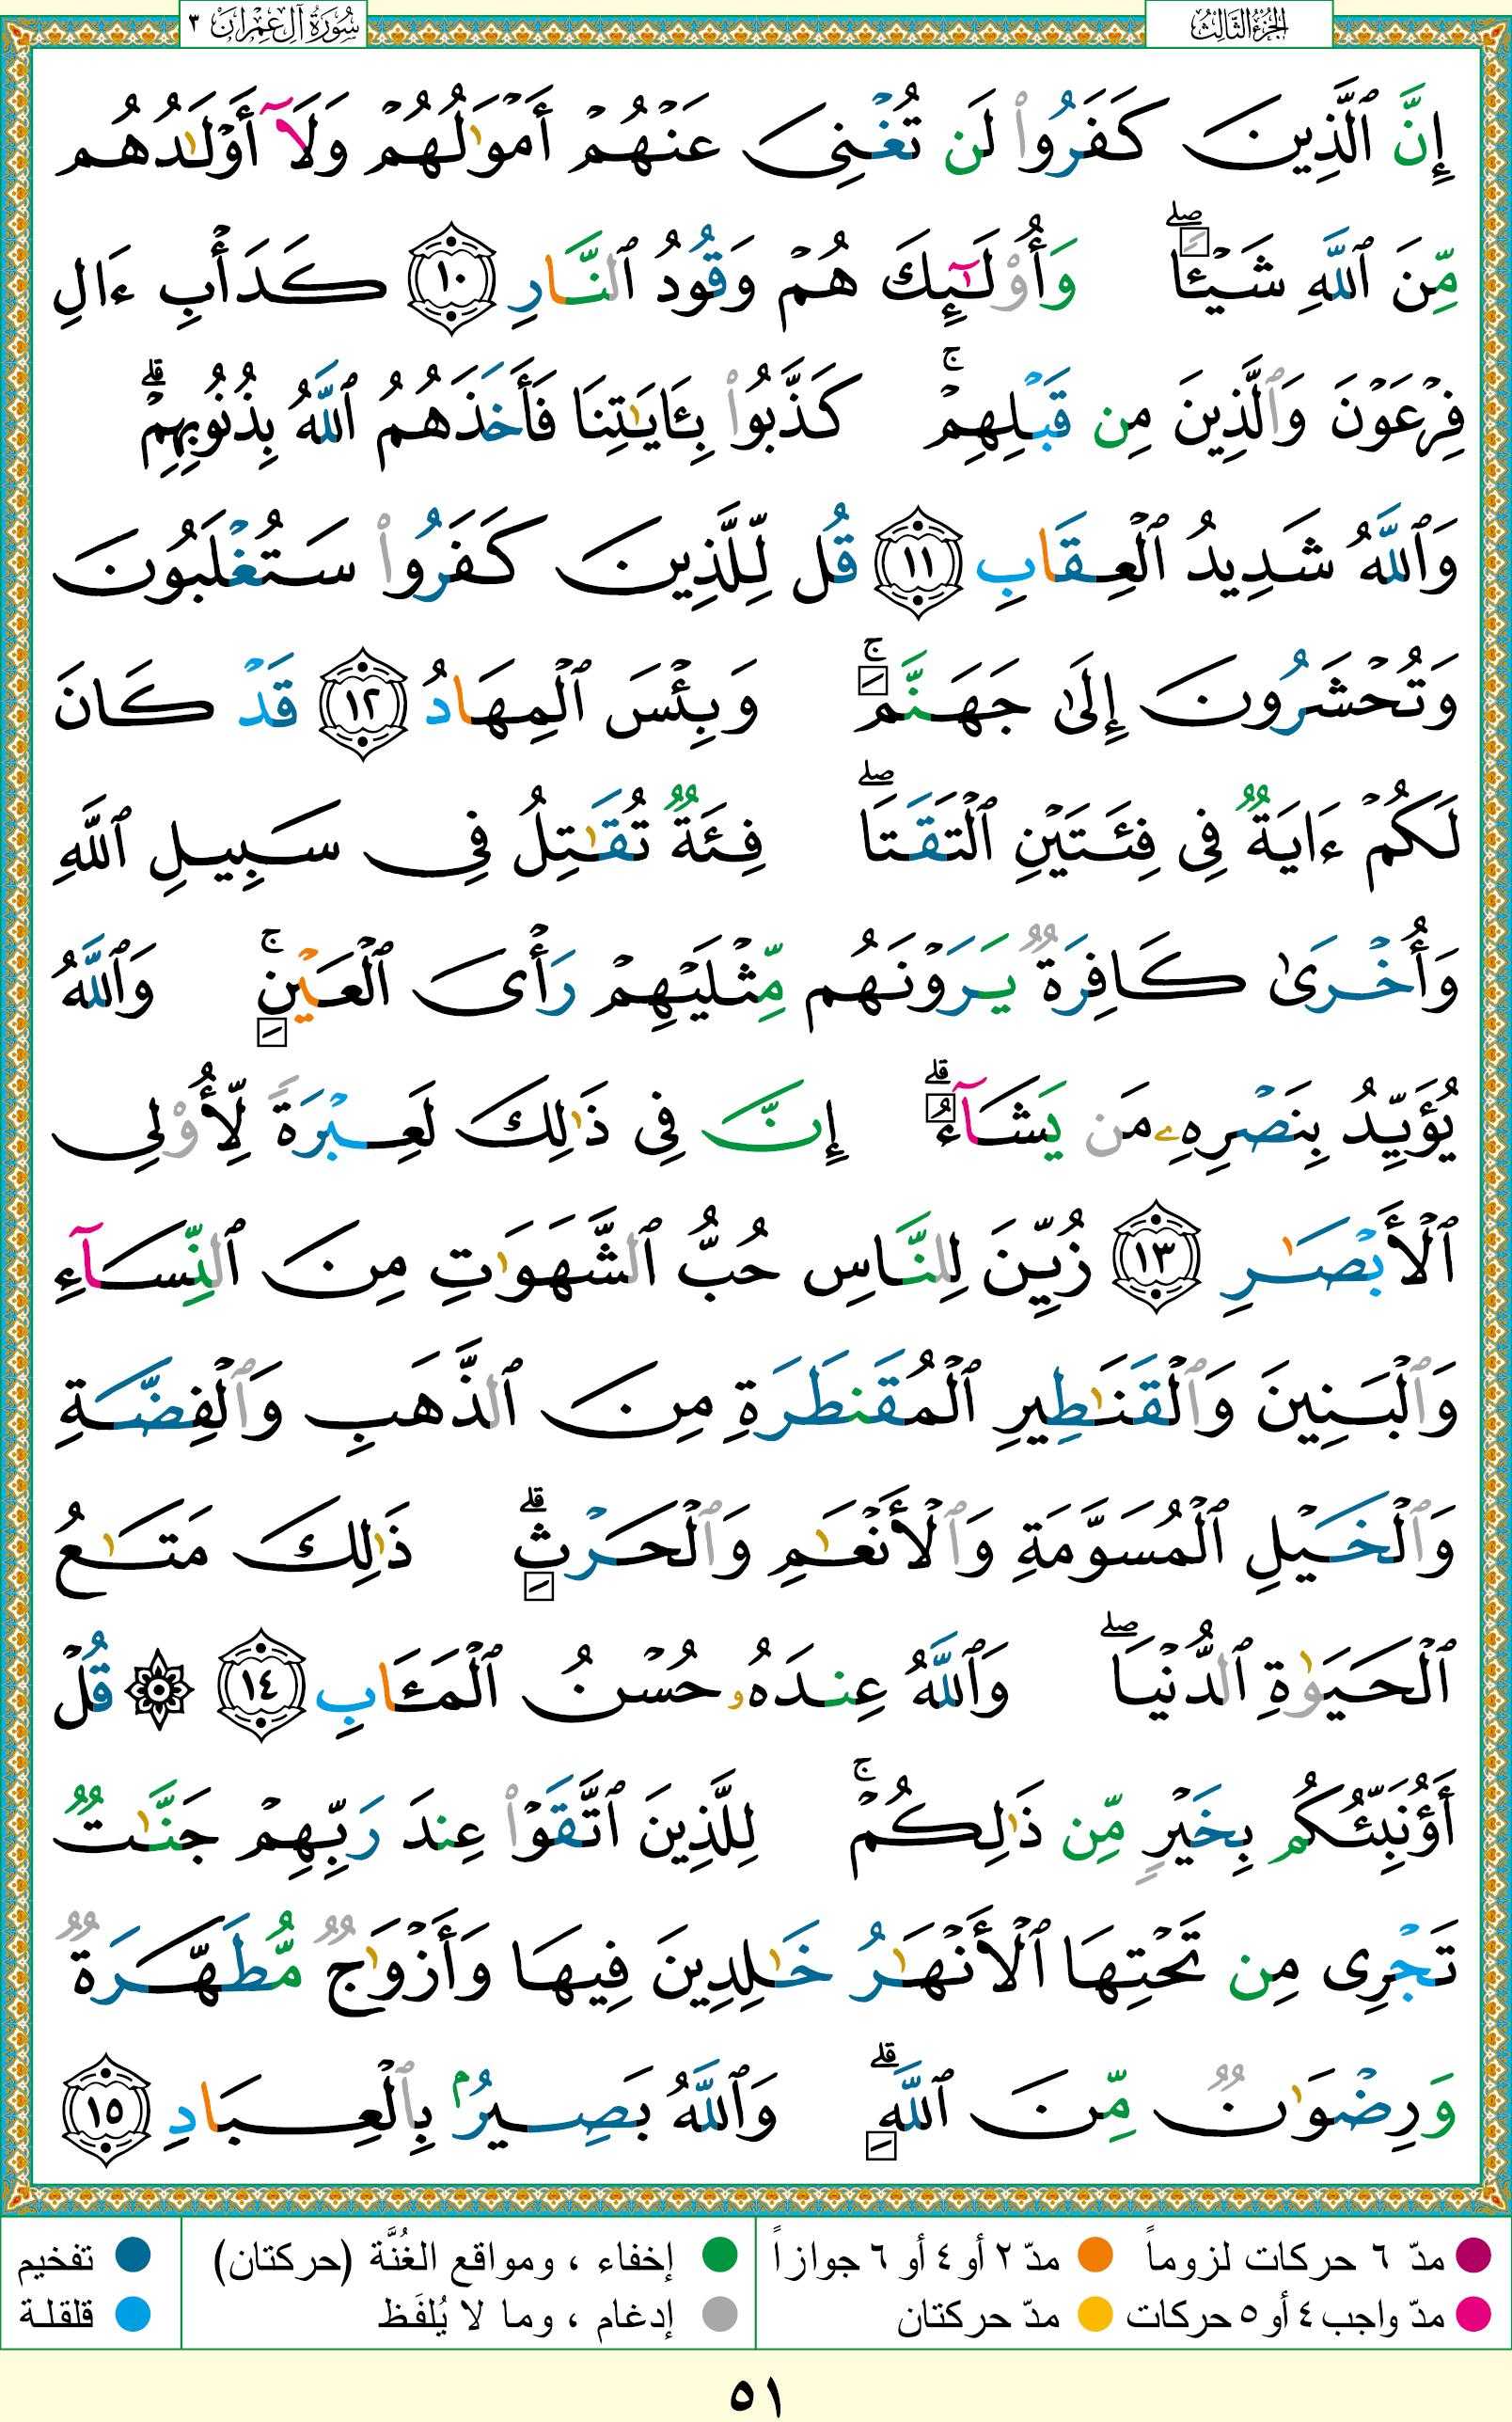 الجُزْءُ الثَّالِث
سُورَةُ آلِ عِمْرَان ٣
إِنَّ ٱلَّذِينَ كَفَرُوا۟ لَن تُغْنِىَ عَنْهُمْ أَمْوَٰلُهُمْ وَلَآ أَوْلَـٰدُهُم
مِّنَ ٱللَّهِ شَيْـًٔا ۖ وَأُو۟لَـٰٓئِكَ هُمْ وَقُودُ ٱلنَّارِ ١٠ كَدَأْبِ ءَالِ
فِرْعَوْنَ وَٱلَّذِينَ مِن قَبْلِهِمْ ۚ كَذَّبُوا۟ بِـَٔايَـٰتِنَا فَأَخَذَهُمُ ٱللَّهُ بِذُنُوبِهِمْ ۗ
وَٱللَّهُ شَدِيدُ ٱلْعِقَابِ ١١ قُل لِّلَّذِينَ كَفَرُوا۟ سَتُغْلَبُونَ
وَتُحْشَرُونَ إِلَىٰ جَهَنَّمَ ۚ وَبِئْسَ ٱلْمِهَادُ ١٢ قَدْ كَانَ
لَكُمْ ءَايَةٌ فِى فِئَتَيْنِ ٱلْتَقَتَا ۖ فِئَةٌ تُقَـٰتِلُ فِى سَبِيلِ ٱللَّهِ
وَأُخْرَىٰ كَافِرَةٌ يَرَوْنَهُم مِّثْلَيْهِمْ رَأْىَ ٱلْعَيْنِ ۚ وَٱللَّهُ
يُؤَيِّدُ بِنَصْرِهِۦ مَن يَشَآءُ ۗ إِنَّ فِى ذَٰلِكَ لَعِبْرَةً لِّأُو۟لِى
ٱلْأَبْصَـٰرِ ١٣ زُيِّنَ لِلنَّاسِ حُبُّ ٱلشَّهَوَٰتِ مِنَ ٱلنِّسَآءِ
وَٱلْبَنِينَ وَٱلْقَنَـٰطِيرِ ٱلْمُقَنطَرَةِ مِنَ ٱلذَّهَبِ وَٱلْفِضَّةِ
وَٱلْخَيْلِ ٱلْمُسَوَّمَةِ وَٱلْأَنْعَـٰمِ وَٱلْحَرْثِ ۗ ذَٰلِكَ مَتَـٰعُ
ٱلْحَيَوٰةِ ٱلدُّنْيَا ۖ وَٱللَّهُ عِندَهُۥ حُسْنُ ٱلْمَـَٔابِ ١٤ ۞ قُلْ
أَؤُنَبِّئُكُم بِخَيْرٍ مِّن ذَٰلِكُمْ ۚ لِلَّذِينَ ٱتَّقَوْا۟ عِندَ رَبِّهِمْ جَنَّـٰتٌ
تَجْرِى مِن تَحْتِهَا ٱلْأَنْهَـٰرُ خَـٰلِدِينَ فِيهَا وَأَزْوَٰجٌ مُّطَهَّرَةٌ
وَرِضْوَٰنٌ مِّنَ ٱللَّهِ ۗ وَٱللَّهُ بَصِيرٌۢ بِٱلْعِبَادِ ١٥
مدّ ٦ حركات لزوماً مدّ ٢ أو ٤ أو ٦ جوازاً إخفاء ، ومواقع الغُنَّة (حركتان) تفخيم
مدّ واجب ٤ أو ٥ حركات مدّ حركتان إدغام ، وما لا يُلفَظ قلقلة
٥١